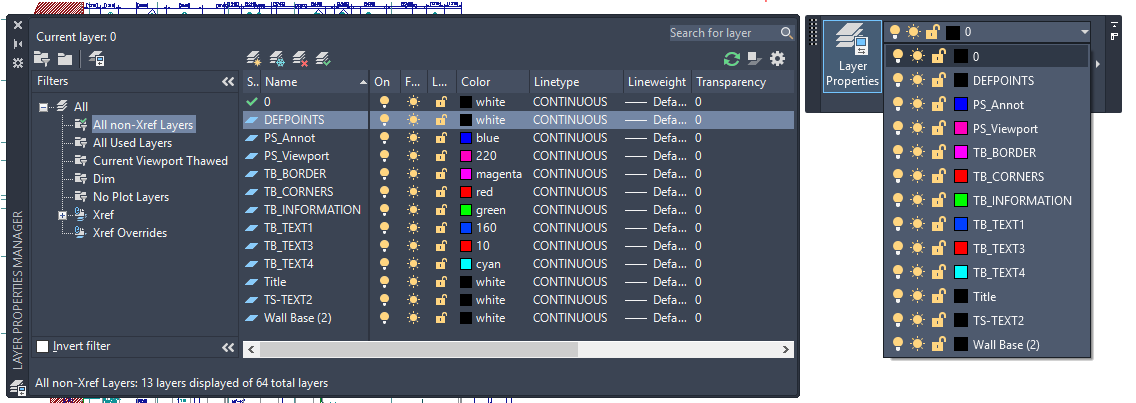 Current layer: 0
Search for layer
Filters
All
All non-Xref Layers
All Used Layers
Current Viewport Thawed
Dim
No Plot Layers
Xref
Xref Overrides
Invert filter
S.. Name On F... L... Color Linetype Lineweight Transparency
0 white CONTINUOUS Defa... 0
DEFPOINTS white CONTINUOUS Defa... 0
PS_Annot blue CONTINUOUS Defa... 0
PS_Viewport 220 CONTINUOUS Defa... 0
TB_BORDER magenta CONTINUOUS Defa... 0
TB_CORNERS red CONTINUOUS Defa... 0
TB_INFORMATION green CONTINUOUS Defa... 0
TB_TEXT1 160 CONTINUOUS Defa... 0
TB_TEXT3 10 CONTINUOUS Defa... 0
TB_TEXT4 cyan CONTINUOUS Defa... 0
Title white CONTINUOUS Defa... 0
TS-TEXT2 white CONTINUOUS Defa... 0
Wall Base (2) white CONTINUOUS Defa... 0
All non-Xref Layers: 13 layers displayed of 64 total layers
LAYER PROPERTIES MANAGER
Layer
Properties
0
0
DEFPOINTS
PS_Annot
PS_Viewport
TB_BORDER
TB_CORNERS
TB_INFORMATION
TB_TEXT1
TB_TEXT3
TB_TEXT4
Title
TS-TEXT2
Wall Base (2)